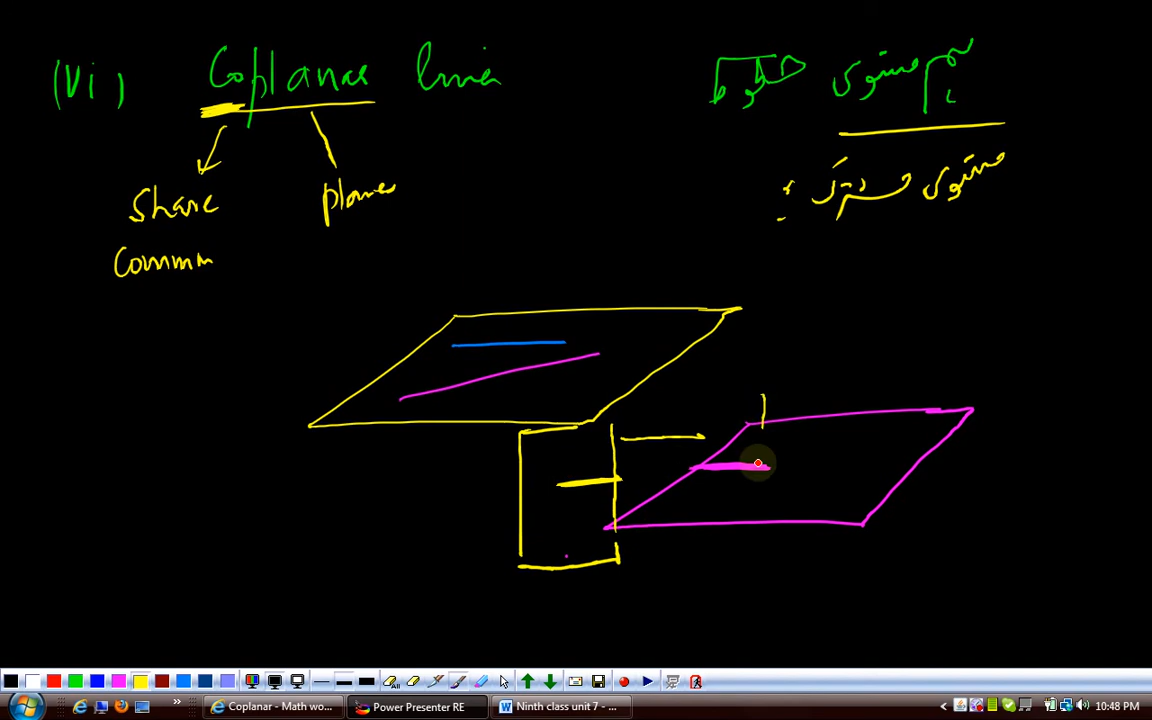 (Vi) Coplanar lines ہم مستوی خطوط
Share plane مستوی مشترک :
Comm
Coplanar - Math wo... Power Presenter RE Ninth class unit 7 - ... 10:48 PM